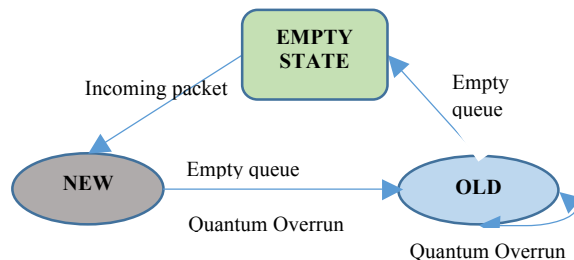 EMPTY
STATE
Incoming packet
Empty
queue
NEW
Empty queue
OLD
Quantum Overrun
Quantum Overrun